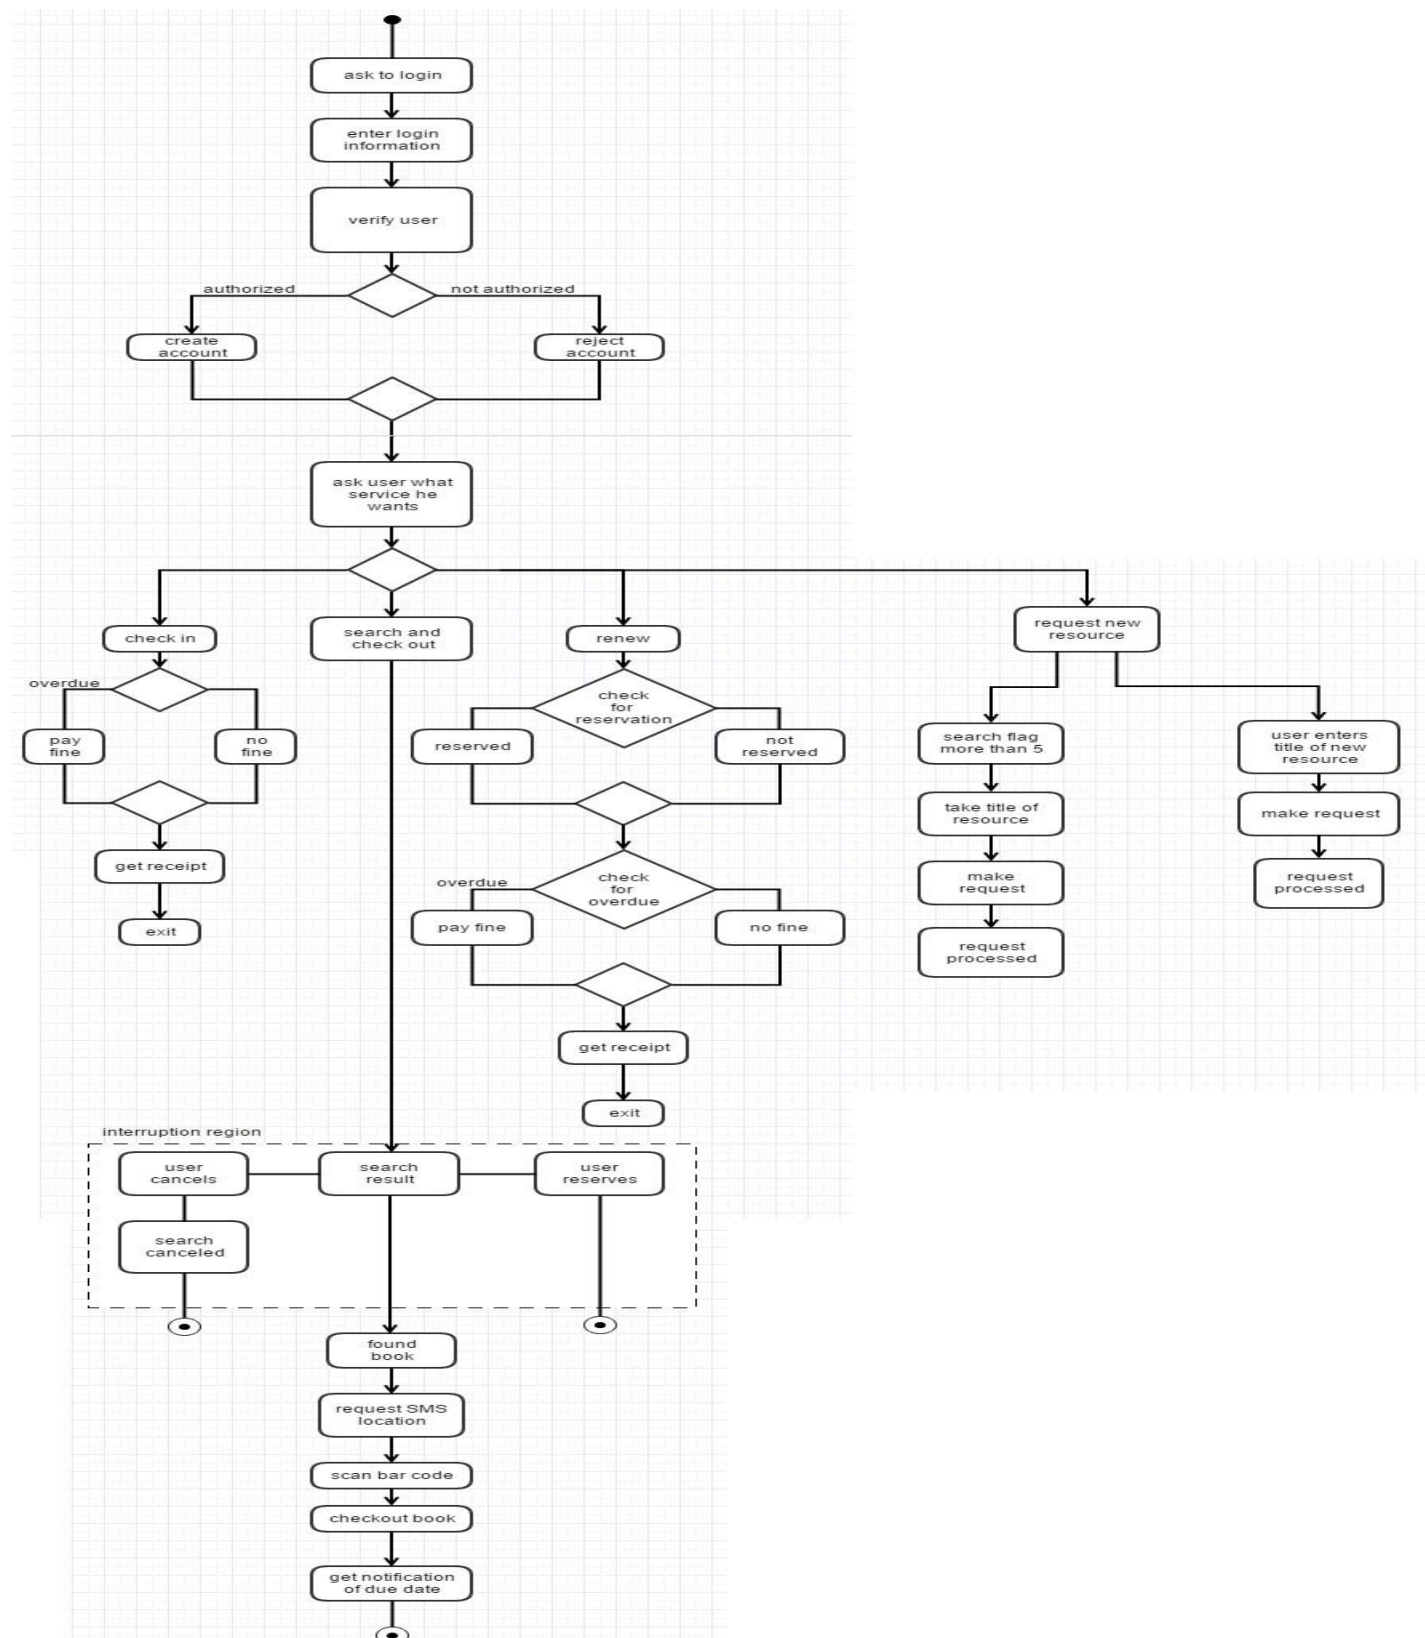 ask to login
enter login
information
verify user
authorized
not authorized
create
account
reject
account
ask user what
service he
wants
check in
search and
check out
renew
request new
resource
overdue
pay
fine
no
fine
get receipt
exit
check
for
reservation
reserved
not
reserved
check
for
overdue
overdue
pay fine
no fine
get receipt
exit
search flag
more than 5
take title of
resource
make
request
request
processed
user enters
title of new
resource
make request
request
processed
interruption region
user
cancels
search
result
user
reserves
search
canceled
found
book
request SMS
location
scan bar code
checkout book
get notification
of due date